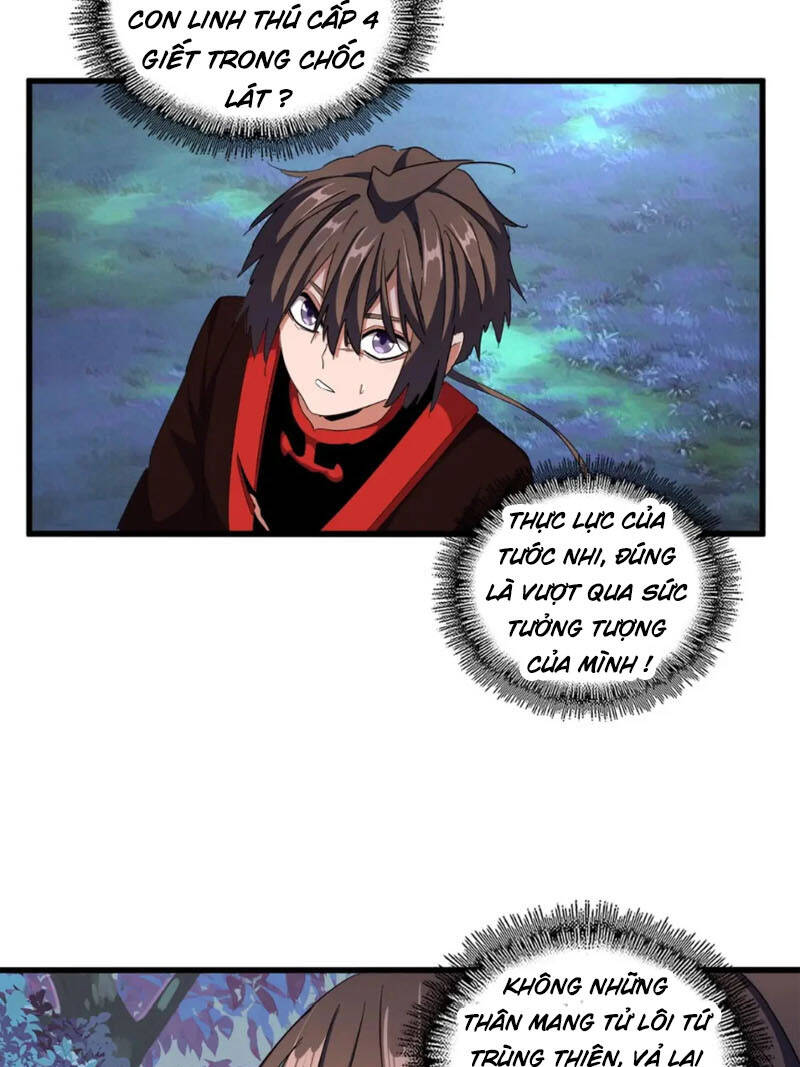 CON LINH THÚ CẤP 4
GIẾT TRONG CHỐC
LÁT ?
THỰC LỰC CỦA
TƯỚC NHI, ĐÚNG
LÀ VƯỢT QUA SỨC
TƯỞNG TƯỢNG
CỦA MÌNH !
KHÔNG NHỮNG
THÂN MANG TỬ LÔI TỨ
TRÙNG THIÊN, VẢ LẠI